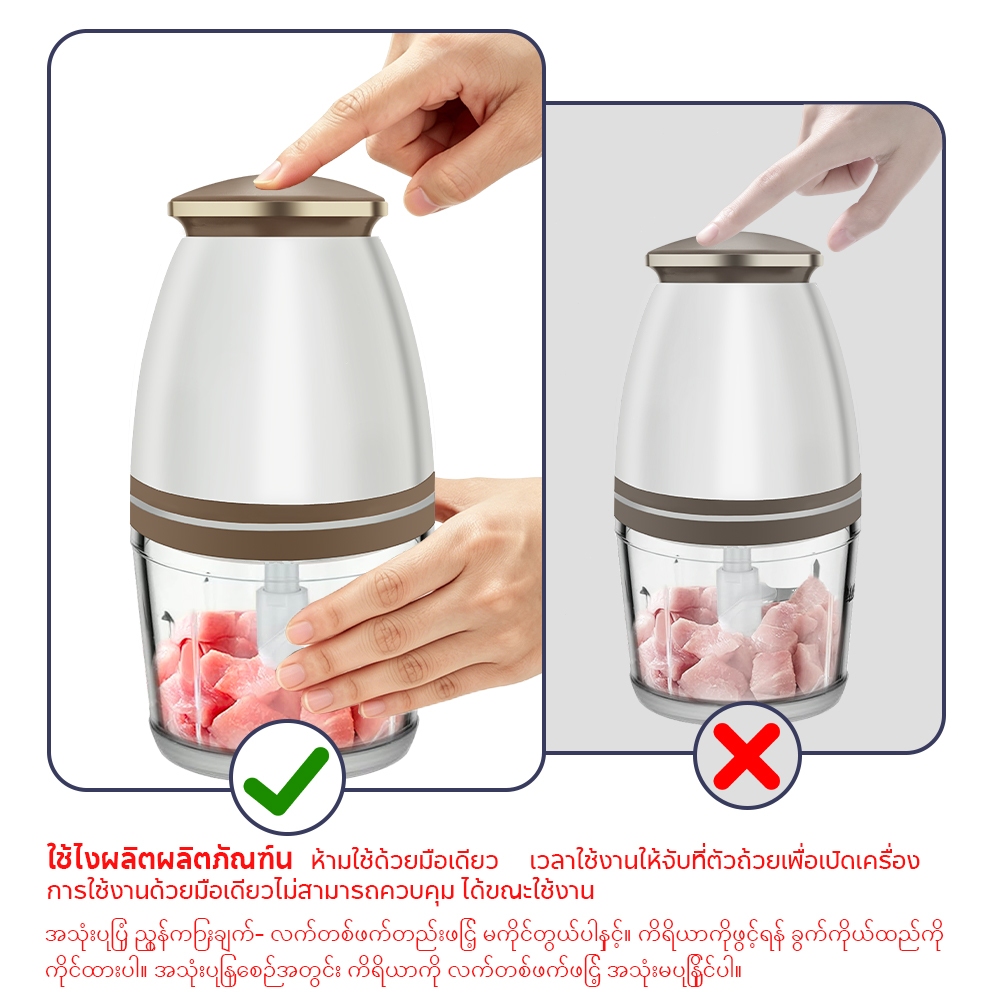 ใช้ไงผลิตผลิตภัณฑ์น ห้ามใช้ด้วยมือเดียว เวลาใช้งานให้จับที่ตัวถ้วยเพื่อเปิดเครื่อง
การใช้งานด้วยมือเดียวไม่สามารถควบคุม ได้ขณะใช้งาน
အသုံးပုပြုံ ညွှန်ကငြးချက်- လက်တစ်ဖက်တည်းဖငြ့် မကိုင်တွယ်ပါနှင့်။ ကိရိယာကိုဖွင့်ရန် ခွက်ကိုယ်ထည်ကို
ကိုင်ထားပါ။ အသုံးပုနြစေဉ်အတွင်း ကိရိယာကို လက်တစ်ဖက်ဖငြ့် အသုံးမပုနြိုင်ပါ။